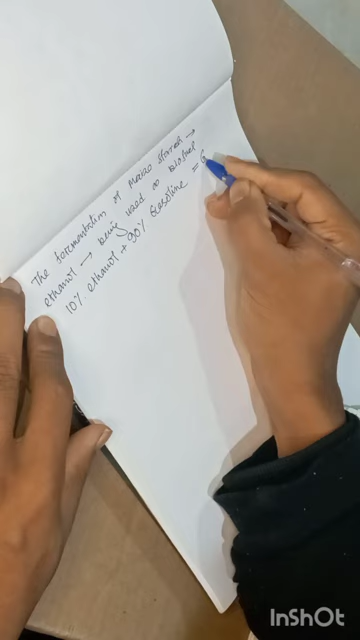 The fermentation of Maize starch →
ethanol → being used as biofuel
10% ethanol + 90% Gasoline = G
InShOt